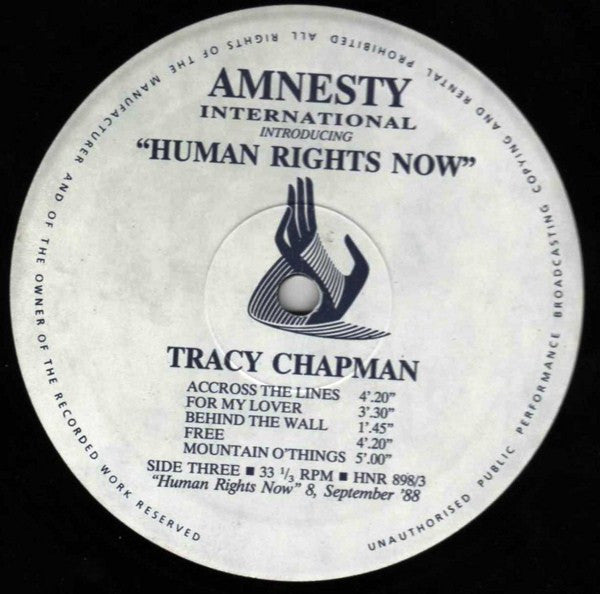 AMNESTY
INTERNATIONAL
INTRODUCING
“HUMAN RIGHTS NOW”
TRACY CHAPMAN
ACCROSS THE LINES 4’.20”
FOR MY LOVER 3’.30”
BEHIND THE WALL 1’.45”
FREE 4’.20”
MOUNTAIN O’THINGS 5’.00”
SIDE THREE ■ 33 1/3 RPM ■ HNR 898/3
“Human Rights Now” 8, September ’88
UNAUTHORISED PUBLIC PERFORMANCE BROADCASTING COPYING AND RENTAL PROHIBITED ALL RIGHTS OF THE MANUFACTURER AND OF THE OWNER OF THE RECORDED WORK RESERVED